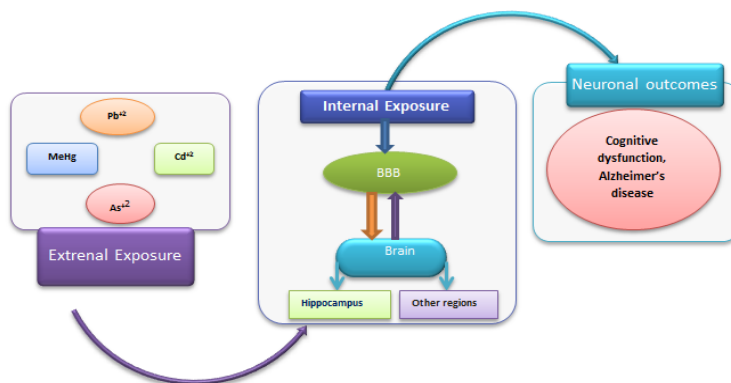 Pb⁺²
MeHg
Cd⁺²
As⁺²
Extrenal Exposure
Internal Exposure
BBB
Brain
Hippocampus
Other regions
Neuronal outcomes
Cognitive
dysfunction,
Alzheimer's
disease